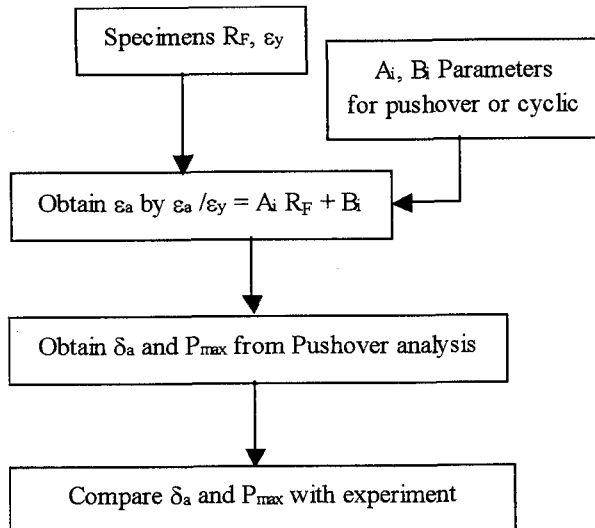 Specimens R_F, ε_y
A_i, B_i Parameters
for pushover or cyclic
Obtain ε_a by ε_a /ε_y = A_i R_F + B_i
Obtain δ_a and P_max from Pushover analysis
Compare δ_a and P_max with experiment